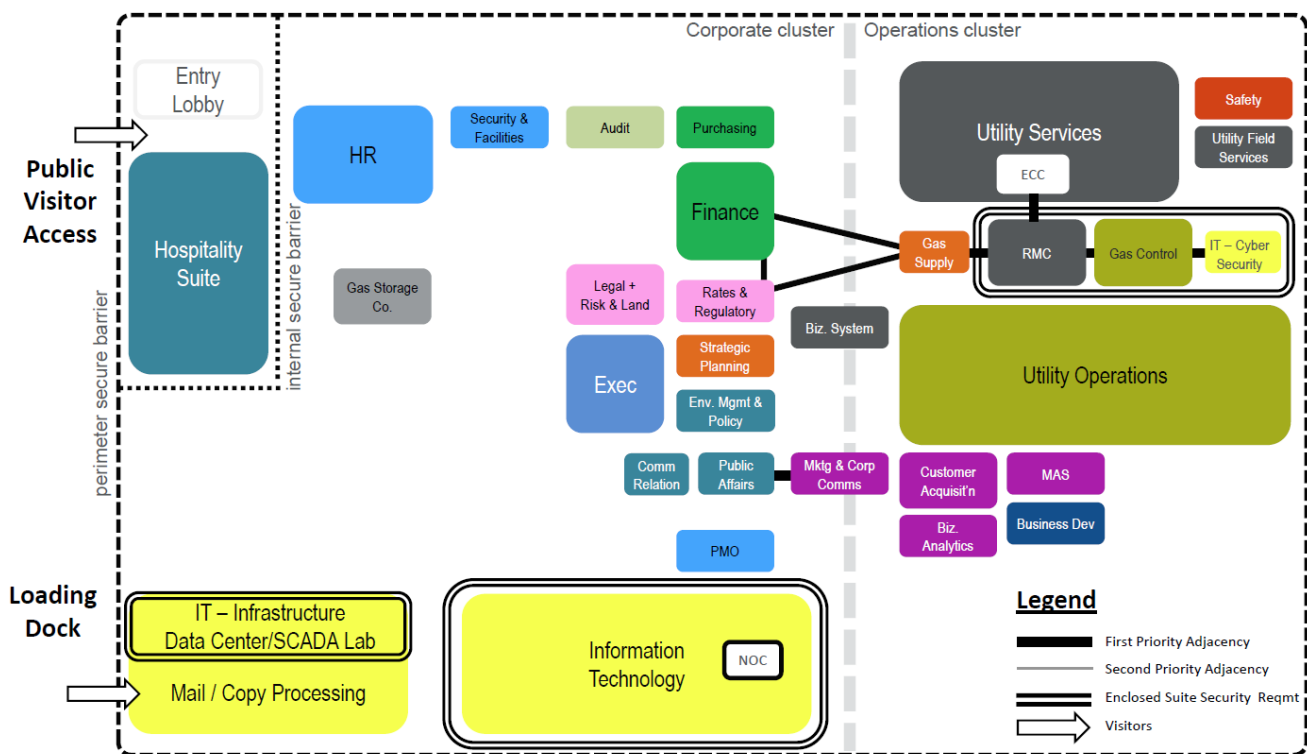 Corporate cluster
Operations cluster
Entry
Lobby
Public
Visitor
Access
Hospitality
Suite
perimeter secure barrier
internal secure barrier
HR
Security &
Facilities
Audit
Purchasing
Finance
Gas Storage
Co.
Legal +
Risk & Land
Rates &
Regulatory
Exec
Strategic
Planning
Env. Mgmt &
Policy
Biz. System
Comm
Relation
Public
Affairs
Mktg & Corp
Comms
PMO
Utility Services
ECC
Safety
Utility Field
Services
Gas
Supply
RMC
Gas Control
IT – Cyber
Security
Utility Operations
Customer
Acquisit'n
MAS
Biz.
Analytics
Business Dev
Loading
Dock
IT – Infrastructure
Data Center/SCADA Lab
Mail / Copy Processing
Information
Technology
NOC
Legend
First Priority Adjacency
Second Priority Adjacency
Enclosed Suite Security Reqmt
Visitors